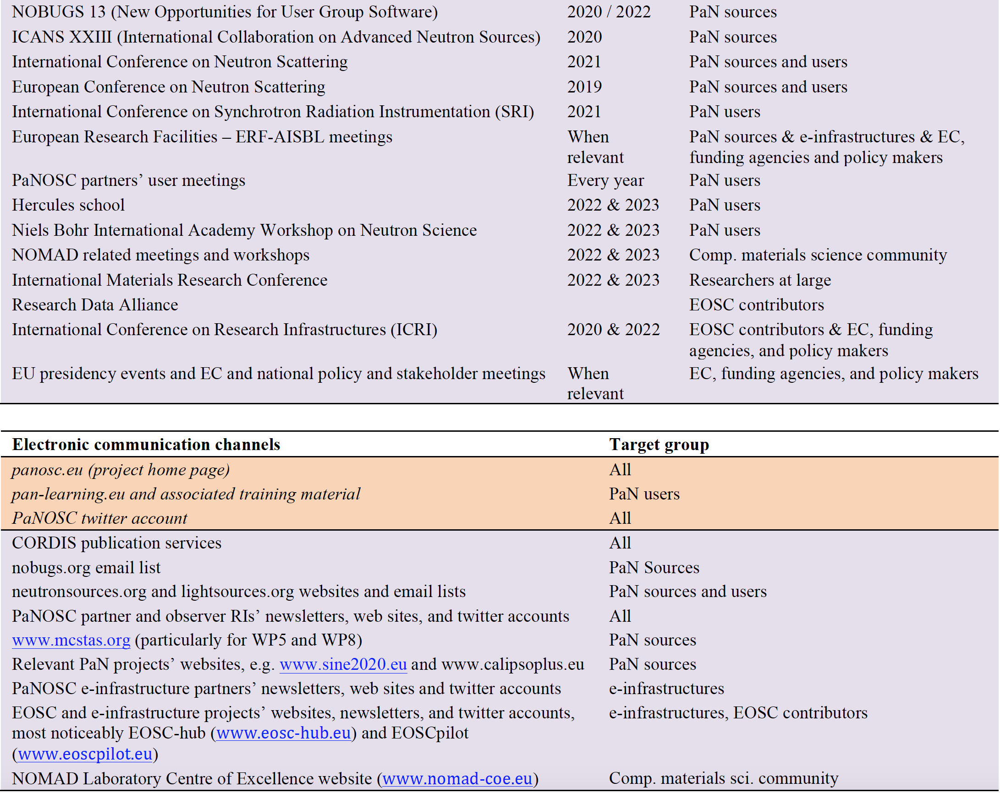 NOBUGS 13 (New Opportunities for User Group Software) 2020 / 2022 PaN sources
ICANS XXIII (International Collaboration on Advanced Neutron Sources) 2020 PaN sources
International Conference on Neutron Scattering 2021 PaN sources and users
European Conference on Neutron Scattering 2019 PaN sources and users
International Conference on Synchrotron Radiation Instrumentation (SRI) 2021 PaN users
European Research Facilities – ERF-AISBL meetings When PaN sources & e-infrastructures & EC,
relevant funding agencies and policy makers
PaNOSC partners’ user meetings Every year PaN users
Hercules school 2022 & 2023 PaN users
Niels Bohr International Academy Workshop on Neutron Science 2022 & 2023 PaN users
NOMAD related meetings and workshops 2022 & 2023 Comp. materials science community
International Materials Research Conference 2022 & 2023 Researchers at large
Research Data Alliance EOSC contributors
International Conference on Research Infrastructures (ICRI) 2020 & 2022 EOSC contributors & EC, funding
agencies, and policy makers
EU presidency events and EC and national policy and stakeholder meetings When EC, funding agencies, and policy makers
relevant
Electronic communication channels Target group
panosc.eu (project home page) All
pan-learning.eu and associated training material PaN users
PaNOSC twitter account All
CORDIS publication services All
nobugs.org email list PaN Sources
neutronsources.org and lightsources.org websites and email lists PaN sources and users
PaNOSC partner and observer RIs’ newsletters, web sites, and twitter accounts All
www.mcstas.org (particularly for WP5 and WP8) PaN sources
Relevant PaN projects’ websites, e.g. www.sine2020.eu and www.calipsoplus.eu PaN sources
PaNOSC e-infrastructure partners’ newsletters, web sites and twitter accounts e-infrastructures
EOSC and e-infrastructure projects’ websites, newsletters, and twitter accounts, e-infrastructures, EOSC contributors
most noticeably EOSC-hub (www.eosc-hub.eu) and EOSCpilot
(www.eoscpilot.eu)
NOMAD Laboratory Centre of Excellence website (www.nomad-coe.eu) Comp. materials sci. community